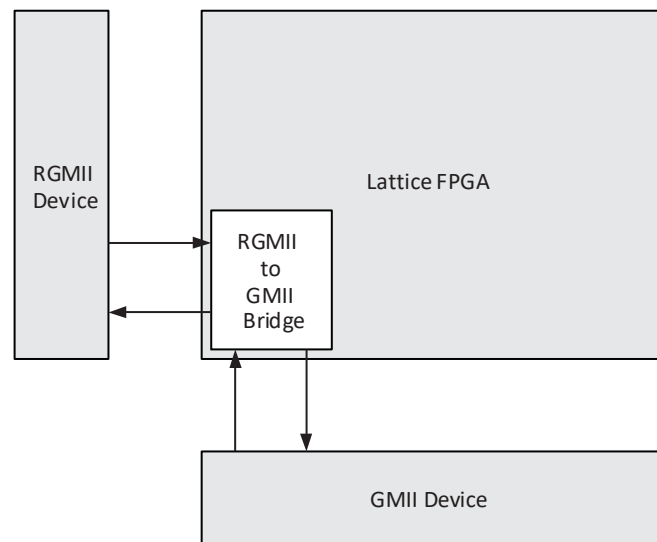 RGMII
Device
Lattice FPGA
RGMII
to
GMII
Bridge
GMII Device